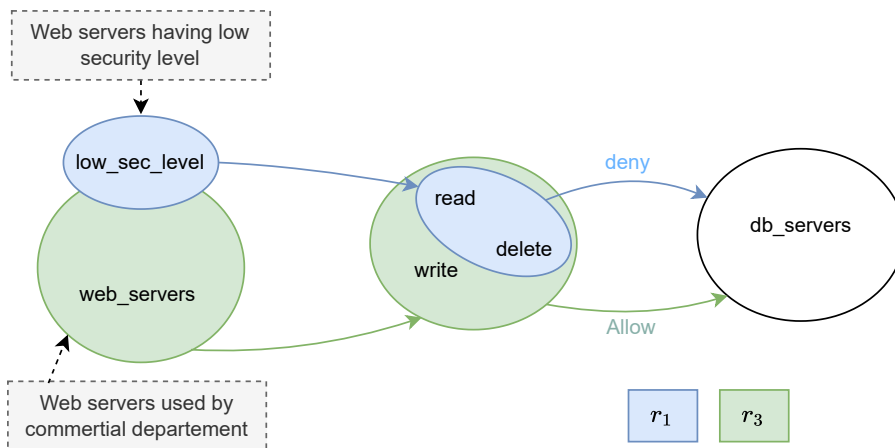 Web servers having low
security level
low_sec_level
web_servers
read
delete
write
deny
Allow
db_servers
Web servers used by
commertial departement
r1
r3